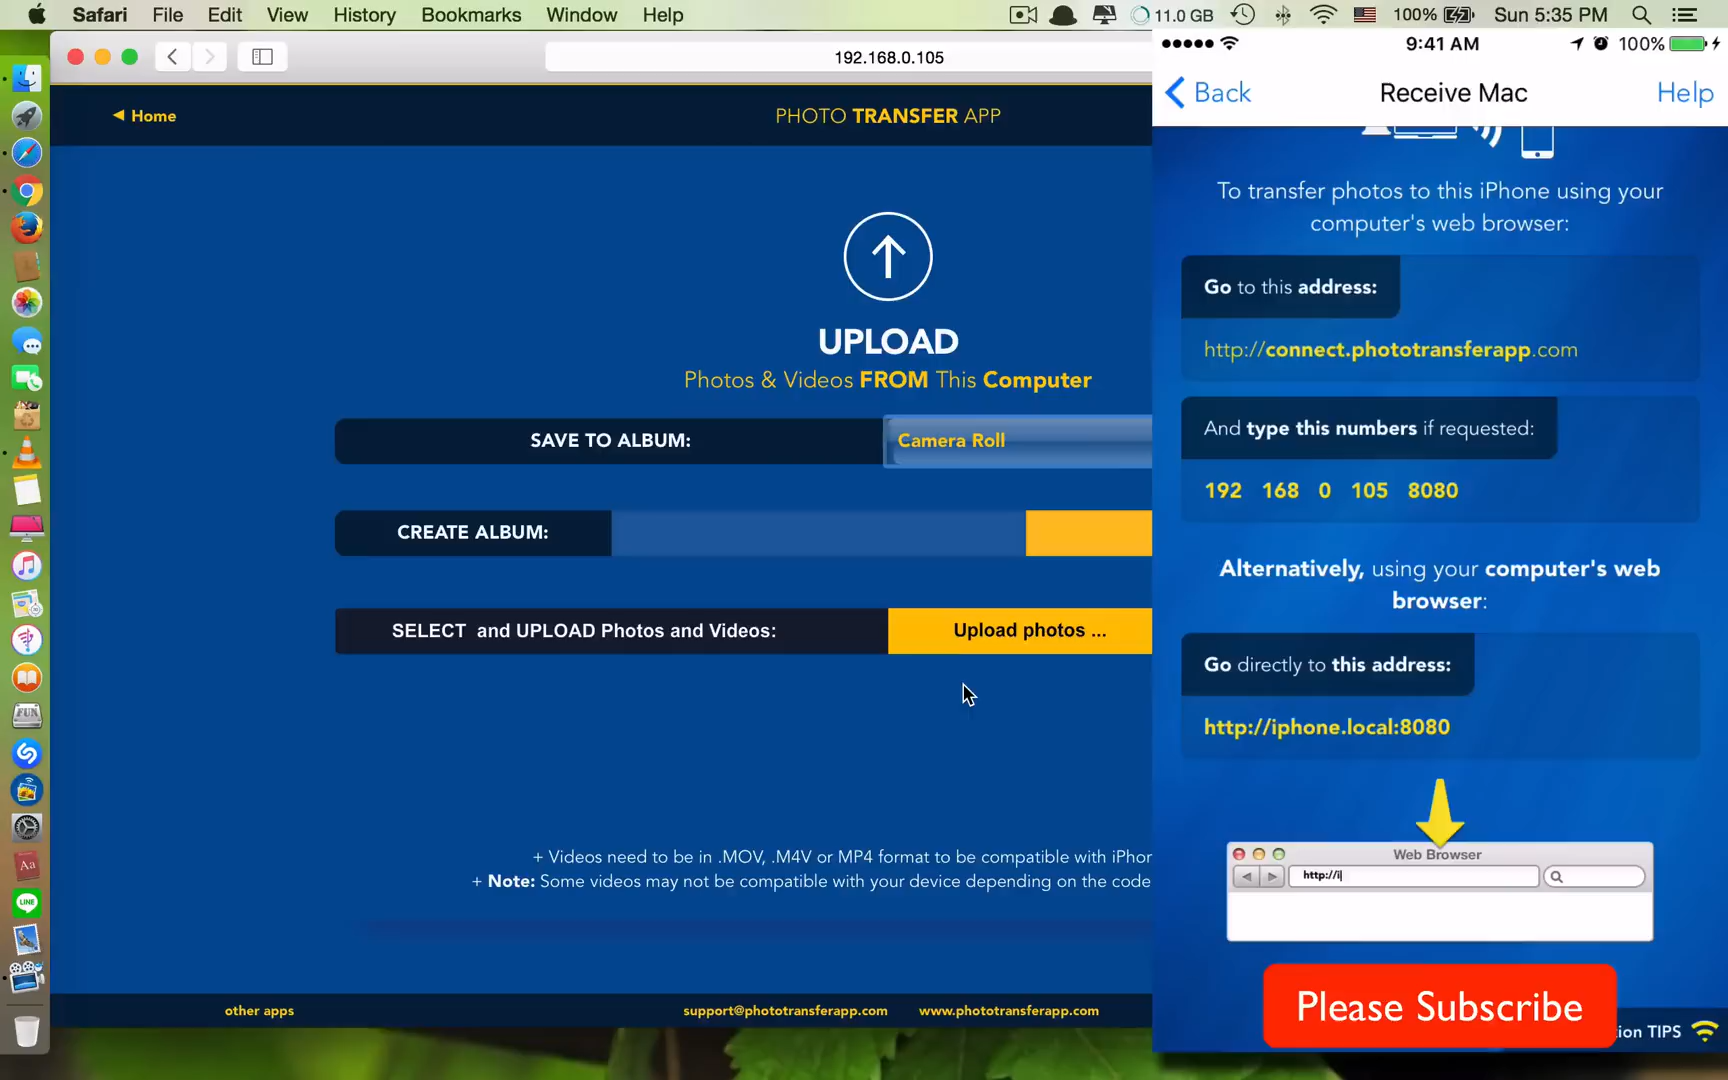 Safari File Edit View History Bookmarks Window Help 11.0 GB 100% Sun 5:35 PM
192.168.0.105
Home
PHOTO TRANSFER APP
UPLOAD
Photos & Videos FROM This Computer
SAVE TO ALBUM: Camera Roll
CREATE ALBUM:
SELECT and UPLOAD Photos and Videos: Upload photos ...
+ Videos need to be in .MOV, .M4V or MP4 format to be compatible with iPhon
+ Note: Some videos may not be compatible with your device depending on the code
other apps support@phototransferapp.com www.phototransferapp.com
9:41 AM 100%
Back Receive Mac Help
To transfer photos to this iPhone using your
computer's web browser:
Go to this address:
http://connect.phototransferapp.com
And type this numbers if requested:
192 168 0 105 8080
Alternatively, using your computer's web
browser:
Go directly to this address:
http://iphone.local:8080
Web Browser
http://i
Please Subscribe
ion TIPS
FUN
Aa
LINE